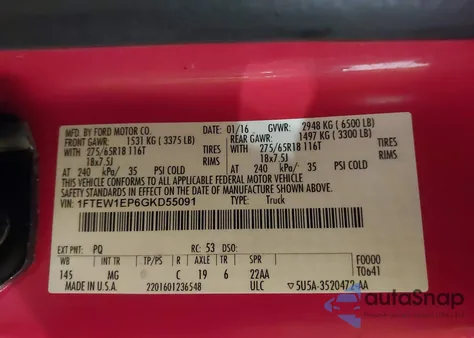 MFD. BY FORD MOTOR CO. DATE: 01/16 GVWR: 2948 KG (6500 LB)
FRONT GAWR: 1531 KG (3375 LB) REAR GAWR: 1497 KG (3300 LB)
WITH 275/65R18 116T TIRES WITH 275/65R18 116T TIRES
18x7.5J RIMS 18x7.5J RIMS
AT 240 kPa/ 35 PSI COLD AT 240 kPa/ 35 PSI COLD
THIS VEHICLE CONFORMS TO ALL APPLICABLE FEDERAL MOTOR VEHICLE
SAFETY STANDARDS IN EFFECT ON THE DATE OF MANUFACTURE SHOWN ABOVE.
VIN: 1FTEW1EP6GKD55091 TYPE: Truck
EXT PNT: PQ RC: 53 DSO: F0000
WB INT TR TP/PS R AXLE TR SPR T0641
145 MG C 19 6 22AA
MADE IN U.S.A. 2201601236548 ULC 5U5A-3520472-AA
autoSnap